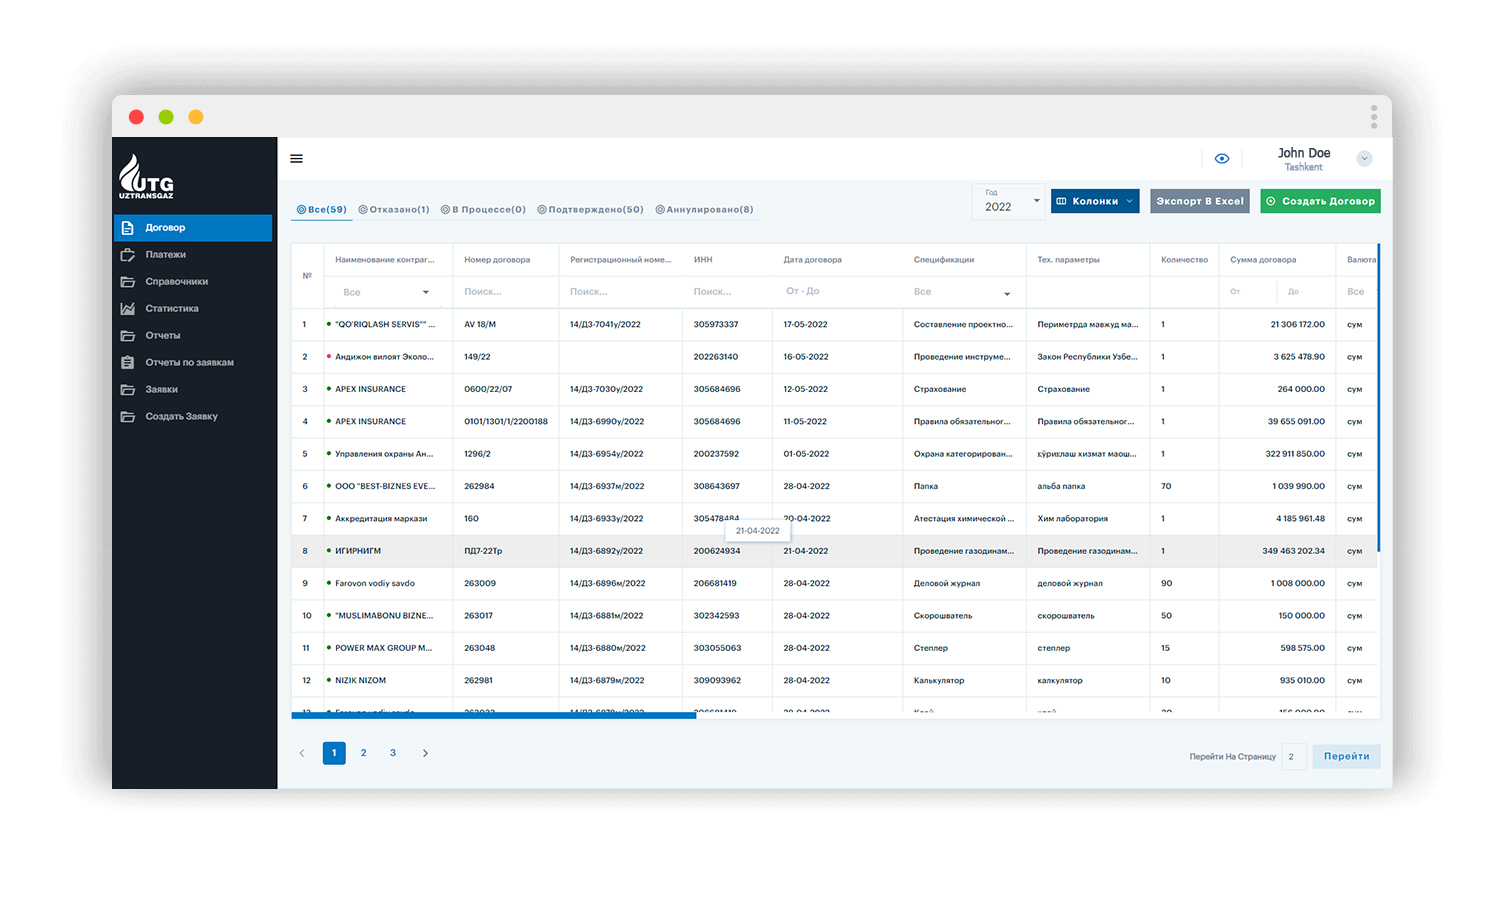 John Doe
Tashkent
UTG
UZTRANSGAZ
Договор
Платежи
Справочники
Статистика
Отчеты
Отчеты по заявкам
Заявки
Создать Заявку
Все(59) Отказано(1) В Процессе(0) Подтверждено(50) Аннулировано(8)
Год
2022
Колонки
Экспорт В Excel
Создать Договор
№ Наименование контраг... Номер договора Регистрационный номе... ИНН Дата договора Спецификации Тех. параметры Количество Сумма договора Валюта
Все Поиск... Поиск... Поиск... От - До Все От До Все
1 "QO'RIQLASH SERVIS"" ... AV 18/M 14/ДЗ-7041у/2022 305973337 17-05-2022 Составление проектно... Периметрда мавжуд ма... 1 21 306 172.00 сум
2 Андижон вилоят Эколо... 149/22 202263140 16-05-2022 Проведение инструме... Закон Республики Узбе... 1 3 625 478.90 сум
3 APEX INSURANCE 0600/22/07 14/ДЗ-7030у/2022 305684696 12-05-2022 Страхование Страхование 1 264 000.00 сум
4 APEX INSURANCE 0101/1301/1/2200188 14/ДЗ-6990у/2022 305684696 11-05-2022 Правила обязательног... Правила обязательног... 1 39 655 091.00 сум
5 Управления охраны Ан... 1296/2 14/ДЗ-6954у/2022 200237592 01-05-2022 Охрана категорирован... қўриқлаш хизмат маош... 1 322 911 850.00 сум
6 ООО "BEST-BIZNES EVE... 262984 14/ДЗ-6937м/2022 308643697 28-04-2022 Папка альба папка 70 1 039 990.00 сум
7 Аккредитация маркази 160 14/ДЗ-6933у/2022 305478484 20-04-2022 Атестация химической ... Хим лаборатория 1 4 185 961.48 сум
21-04-2022
8 ИГИРНИГМ ПД7-22Тр 14/ДЗ-6892у/2022 200624934 21-04-2022 Проведение газодинам... Проведение газодинам... 1 349 463 202.34 сум
9 Farovon vodiy savdo 263009 14/ДЗ-6896м/2022 206681419 28-04-2022 Деловой журнал деловой журнал 90 1 008 000.00 сум
10 "MUSLIMABONU BIZNE... 263017 14/ДЗ-6881м/2022 302342593 28-04-2022 Скорошватель скорошватель 50 150 000.00 сум
11 POWER MAX GROUP M... 263048 14/ДЗ-6880м/2022 303055063 28-04-2022 Степлер степлер 15 598 575.00 сум
12 NIZIK NIZOM 262981 14/ДЗ-6879м/2022 309093962 28-04-2022 Калькулятор калкулятор 10 935 010.00 сум
1 2 3
Перейти На Страницу 2 Перейти